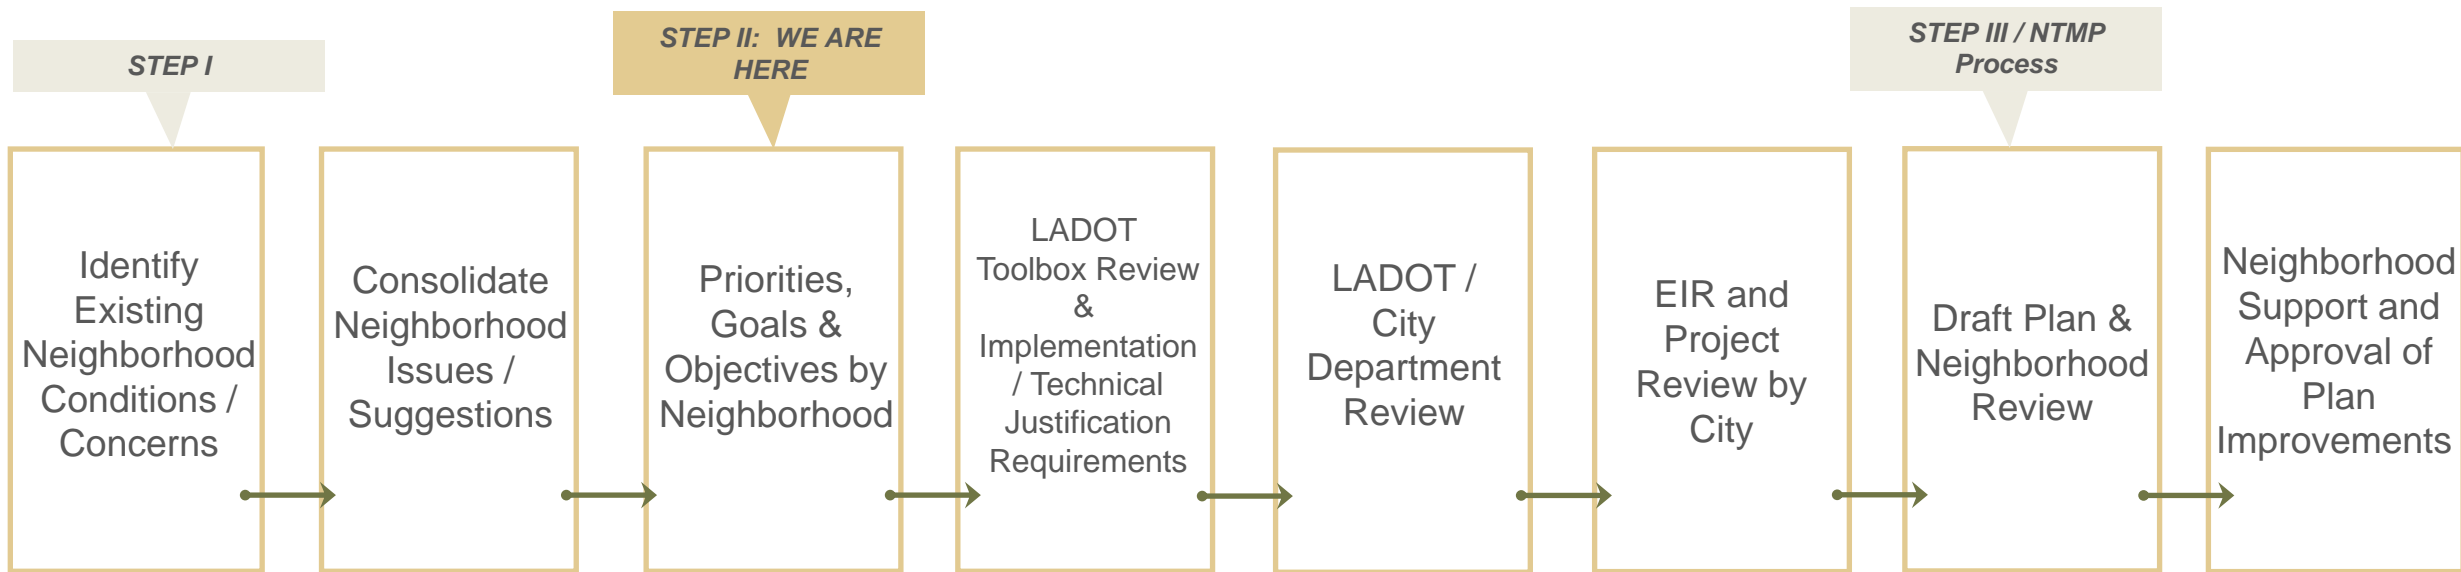 STEP I
STEP II:  WE ARE
HERE
STEP III / NTMP
Process
Identify
Existing
Neighborhood
Conditions /
Concerns
Consolidate
Neighborhood
Issues /
Suggestions
Priorities,
Goals &
Objectives by
Neighborhood
LADOT
Toolbox Review
&
Implementation
/ Technical
Justification
Requirements
LADOT /
City
Department
Review
EIR and
Project
Review by
City
Draft Plan &
Neighborhood
Review
Neighborhood
Support and
Approval of
Plan
Improvements